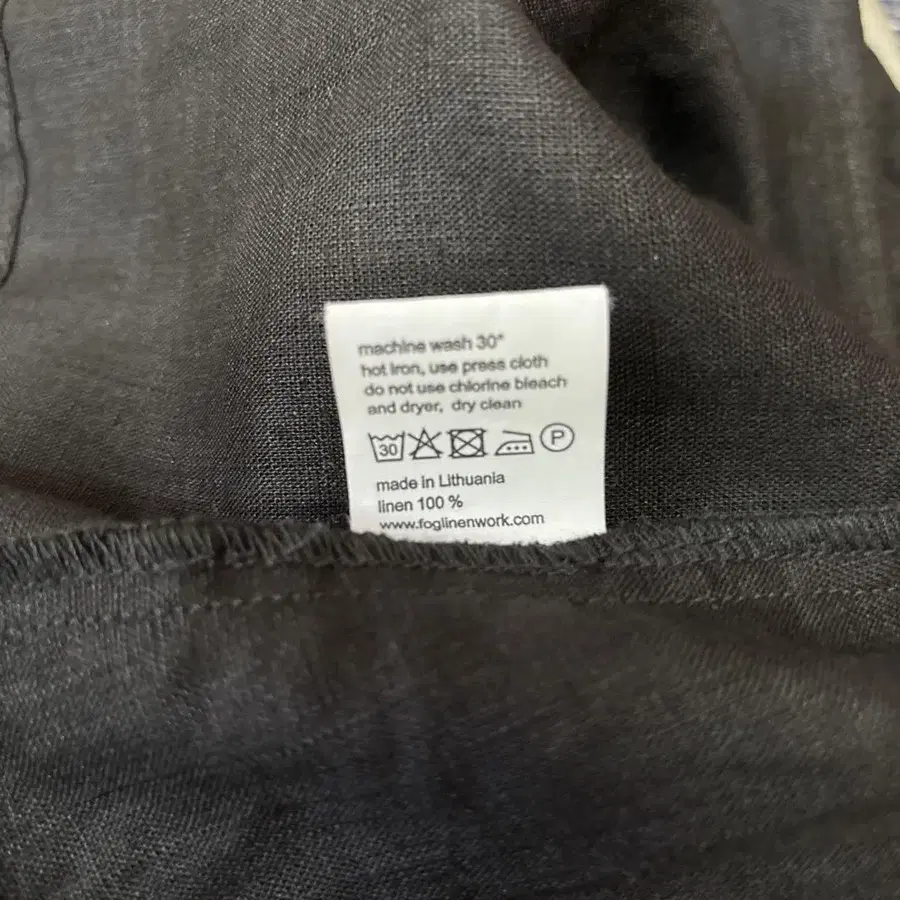 machine wash 30°
hot iron, use press cloth
do not use chlorine bleach
and dryer, dry clean
30 P
made in Lithuania
linen 100 %
www.foglinenwork.com